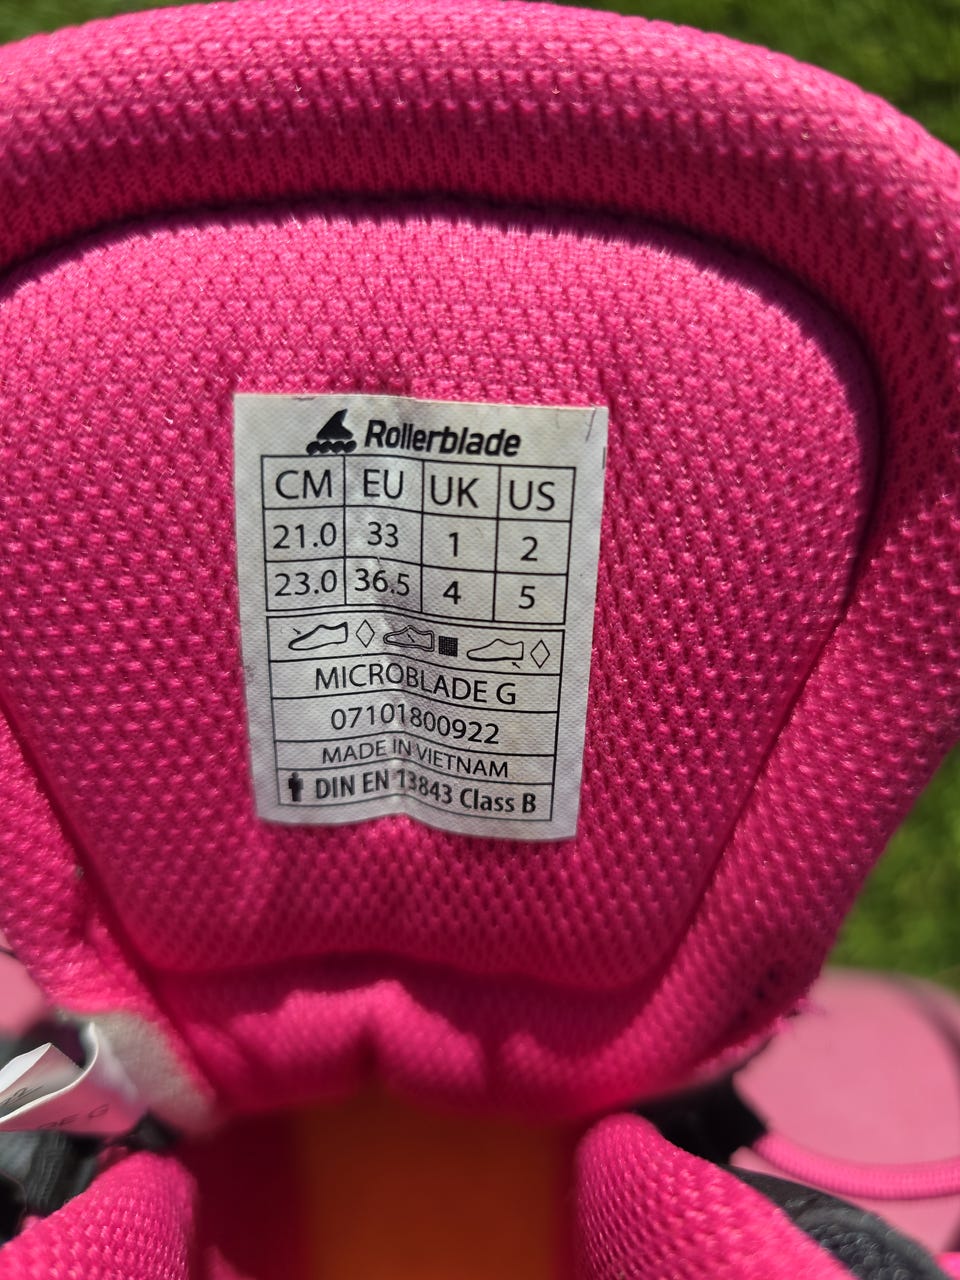 Rollerblade
CM EU UK US
21.0 33 1 2
23.0 36.5 4 5
MICROBLADE G
07101800922
MADE IN VIETNAM
DIN EN 13843 Class B